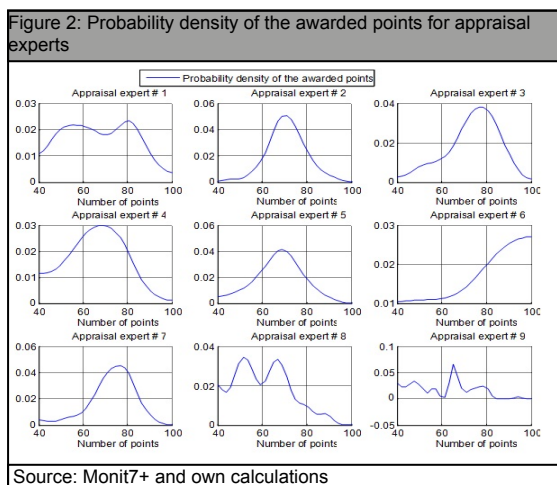 Figure 2: Probability density of the awarded points for appraisal
experts
Probability density of the awarded points
Appraisal expert # 1
0.03
0.02
0.01
0
40 60 80 100
Number of points
Appraisal expert # 2
0.06
0.04
0.02
0
40 60 80 100
Number of points
Appraisal expert # 3
0.04
0.02
0
40 60 80 100
Number of points
Appraisal expert # 4
0.03
0.02
0.01
0
40 60 80 100
Number of points
Appraisal expert # 5
0.06
0.04
0.02
0
40 60 80 100
Number of points
Appraisal expert # 6
0.03
0.02
0.01
40 60 80 100
Number of points
Appraisal expert # 7
0.06
0.04
0.02
0
40 60 80 100
Number of points
Appraisal expert # 8
0.04
0.02
0
40 60 80 100
Number of points
Appraisal expert # 9
0.1
0.05
0
-0.05
40 60 80 100
Number of points
Source: Monit7+ and own calculations